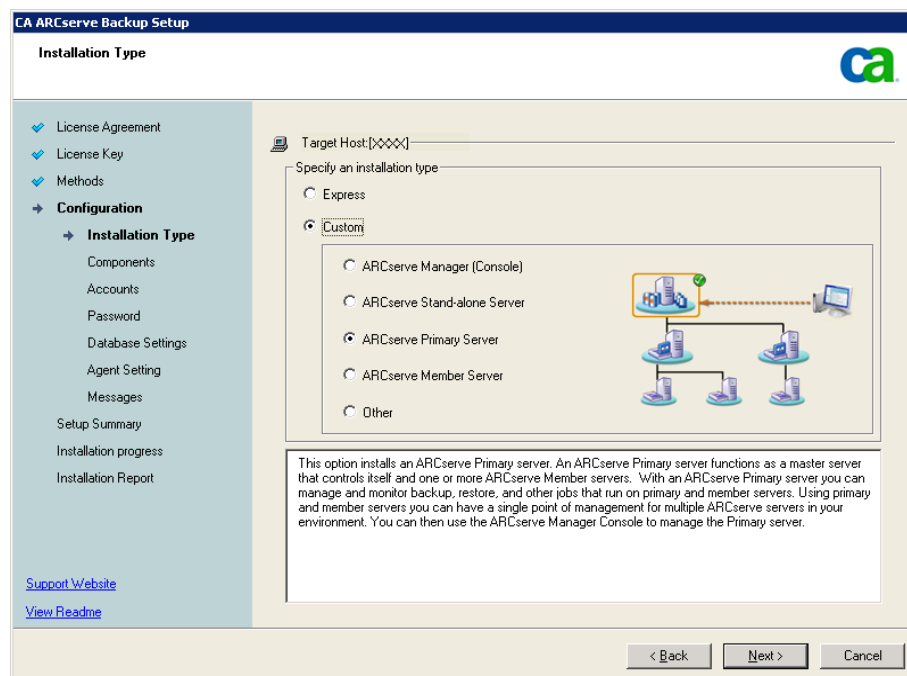 CA ARCserve Backup Setup
Installation Type
ca
License Agreement
License Key
Methods
Configuration
Installation Type
Components
Accounts
Password
Database Settings
Agent Setting
Messages
Setup Summary
Installation progress
Installation Report
Support Website
View Readme
Target Host:[XXXX]
Specify an installation type
Express
Custom
ARCserve Manager (Console)
ARCserve Stand-alone Server
ARCserve Primary Server
ARCserve Member Server
Other
This option installs an ARCserve Primary server. An ARCserve Primary server functions as a master server
that controls itself and one or more ARCserve Member servers.  With an ARCserve Primary server you can
manage and monitor backup, restore, and other jobs that run on primary and member servers. Using primary
and member servers you can have a single point of management for multiple ARCserve servers in your
environment. You can then use the ARCserve Manager Console to manage the Primary server.
< Back
Next >
Cancel